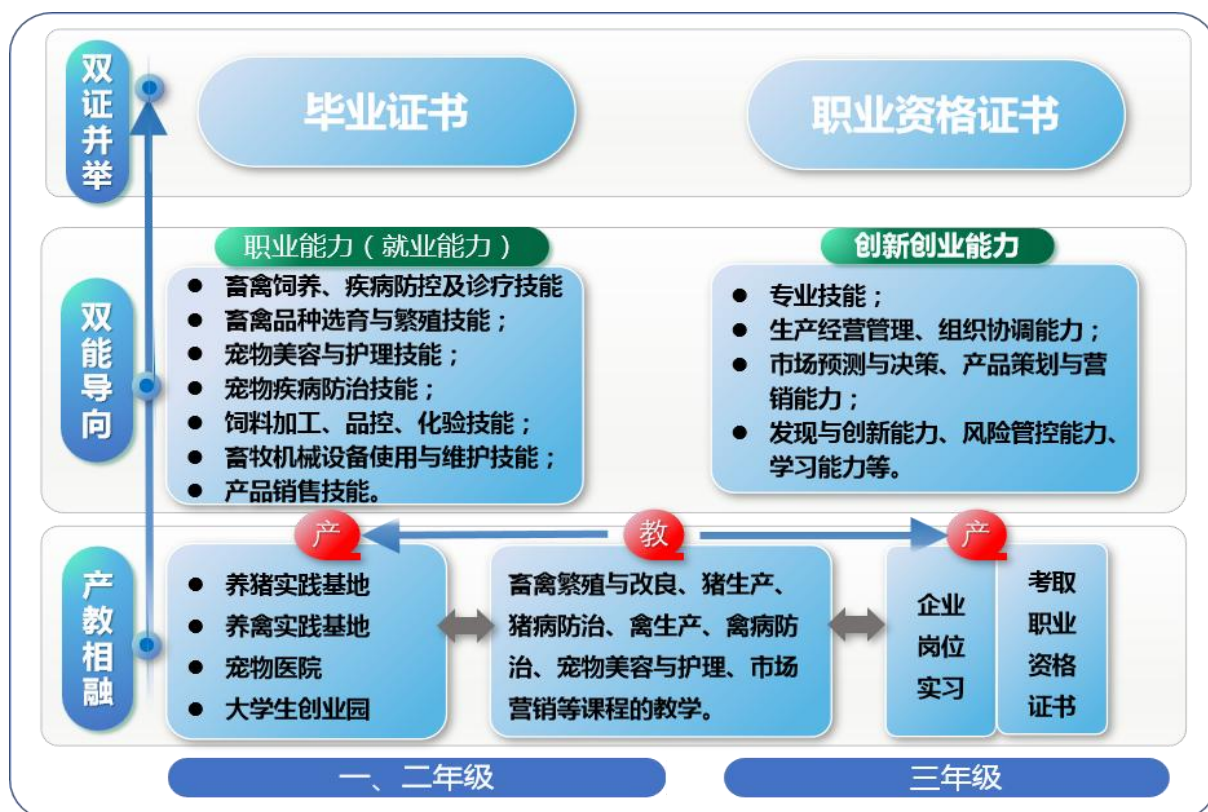 双证并举
毕业证书
职业资格证书
双能导向
职业能力（就业能力）
● 畜禽饲养、疾病防控及诊疗技能
● 畜禽品种选育与繁殖技能；
● 宠物美容与护理技能；
● 宠物疾病防治技能；
● 饲料加工、品控、化验技能；
● 畜牧机械设备使用与维护技能；
● 产品销售技能。
创新创业能力
● 专业技能；
● 生产经营管理、组织协调能力；
● 市场预测与决策、产品策划与营
销能力；
● 发现与创新能力、风险管控能力、
学习能力等。
产教相融
产
● 养猪实践基地
● 养禽实践基地
● 宠物医院
● 大学生创业园
教
畜禽繁殖与改良、猪生产、
猪病防治、禽生产、禽病防
治、宠物美容与护理、市场
营销等课程的教学。
产
企业
岗位
实习
考取
职业
资格
证书
一、二年级
三年级